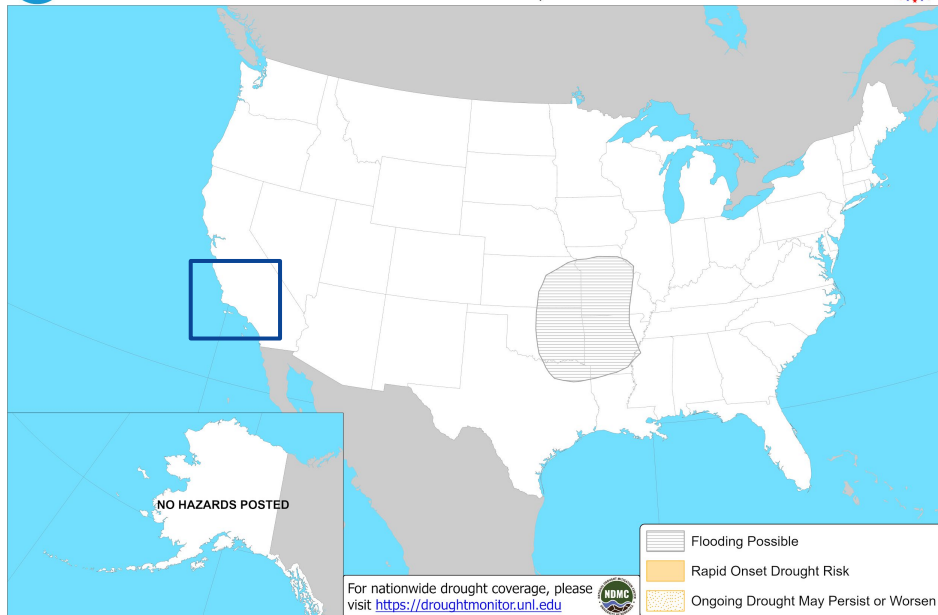 NO HAZARDS POSTED
For nationwide drought coverage, please
visit https://droughtmonitor.unl.edu
NDMC
Flooding Possible
Rapid Onset Drought Risk
Ongoing Drought May Persist or Worsen